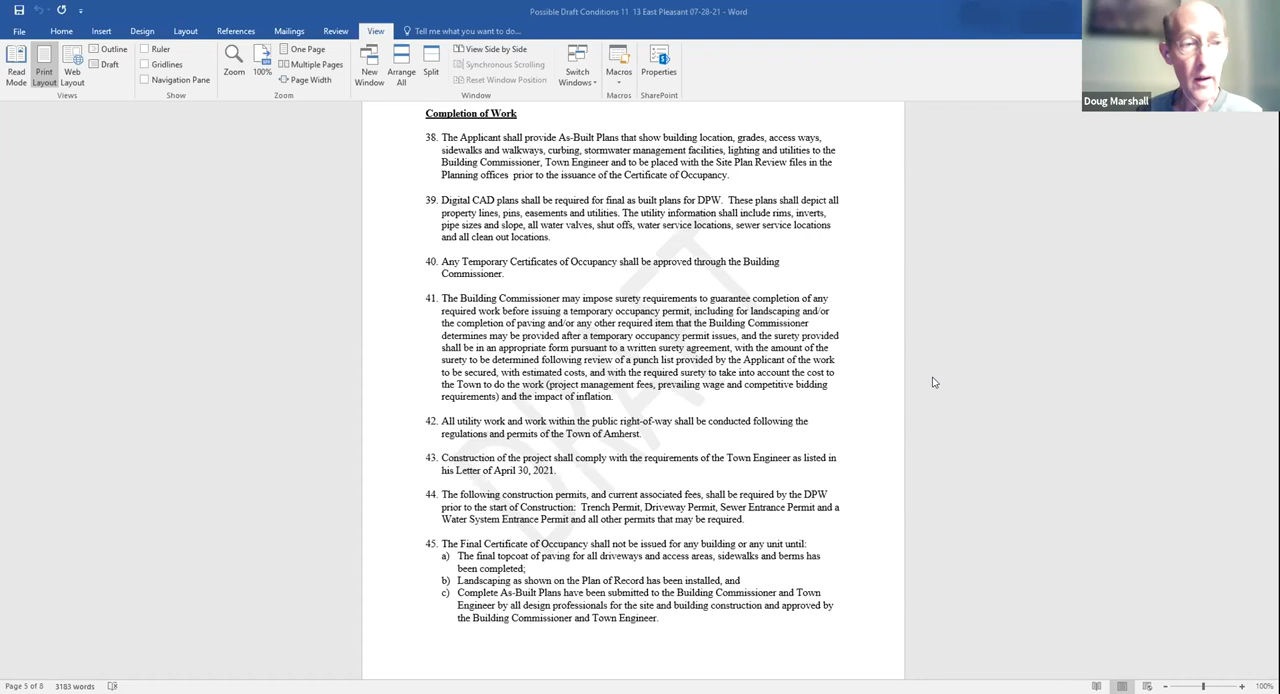 Possible Draft Conditions 11_13 East Pleasant 07-28-21 - Word
File Home Insert Design Layout References Mailings Review View Tell me what you want to do...
Read Mode
Print Layout
Web Layout
Outline
Draft
Views
Ruler
Gridlines
Navigation Pane
Show
Zoom
100%
One Page
Multiple Pages
Page Width
Zoom
New Window
Arrange All
Split
View Side by Side
Synchronous Scrolling
Reset Window Position
Window
Switch Windows
Macros
Macros
Properties
SharePoint
Doug Marshall
Completion of Work
38. The Applicant shall provide As-Built Plans that show building location, grades, access ways,
sidewalks and walkways, curbing, stormwater management facilities, lighting and utilities to the
Building Commissioner, Town Engineer and to be placed with the Site Plan Review files in the
Planning offices prior to the issuance of the Certificate of Occupancy.
39. Digital CAD plans shall be required for final as built plans for DPW. These plans shall depict all
property lines, pins, easements and utilities. The utility information shall include rims, inverts,
pipe sizes and slope, all water valves, shut offs, water service locations, sewer service locations
and all clean out locations.
40. Any Temporary Certificates of Occupancy shall be approved through the Building
Commissioner.
41. The Building Commissioner may impose surety requirements to guarantee completion of any
required work before issuing a temporary occupancy permit, including for landscaping and/or
the completion of paving and/or any other required item that the Building Commissioner
determines may be provided after a temporary occupancy permit issues, and the surety provided
shall be in an appropriate form pursuant to a written surety agreement, with the amount of the
surety to be determined following review of a punch list provided by the Applicant of the work
to be secured, with estimated costs, and with the required surety to take into account the cost to
the Town to do the work (project management fees, prevailing wage and competitive bidding
requirements) and the impact of inflation.
42. All utility work and work within the public right-of-way shall be conducted following the
regulations and permits of the Town of Amherst.
43. Construction of the project shall comply with the requirements of the Town Engineer as listed in
his Letter of April 30, 2021.
44. The following construction permits, and current associated fees, shall be required by the DPW
prior to the start of Construction: Trench Permit, Driveway Permit, Sewer Entrance Permit and a
Water System Entrance Permit and all other permits that may be required.
45. The Final Certificate of Occupancy shall not be issued for any building or any unit until:
a) The final topcoat of paving for all driveways and access areas, sidewalks and berms has
been completed;
b) Landscaping as shown on the Plan of Record has been installed, and
c) Complete As-Built Plans have been submitted to the Building Commissioner and Town
Engineer by all design professionals for the site and building construction and approved by
the Building Commissioner and Town Engineer.
DRAFT
Page 5 of 8 3183 words
100%